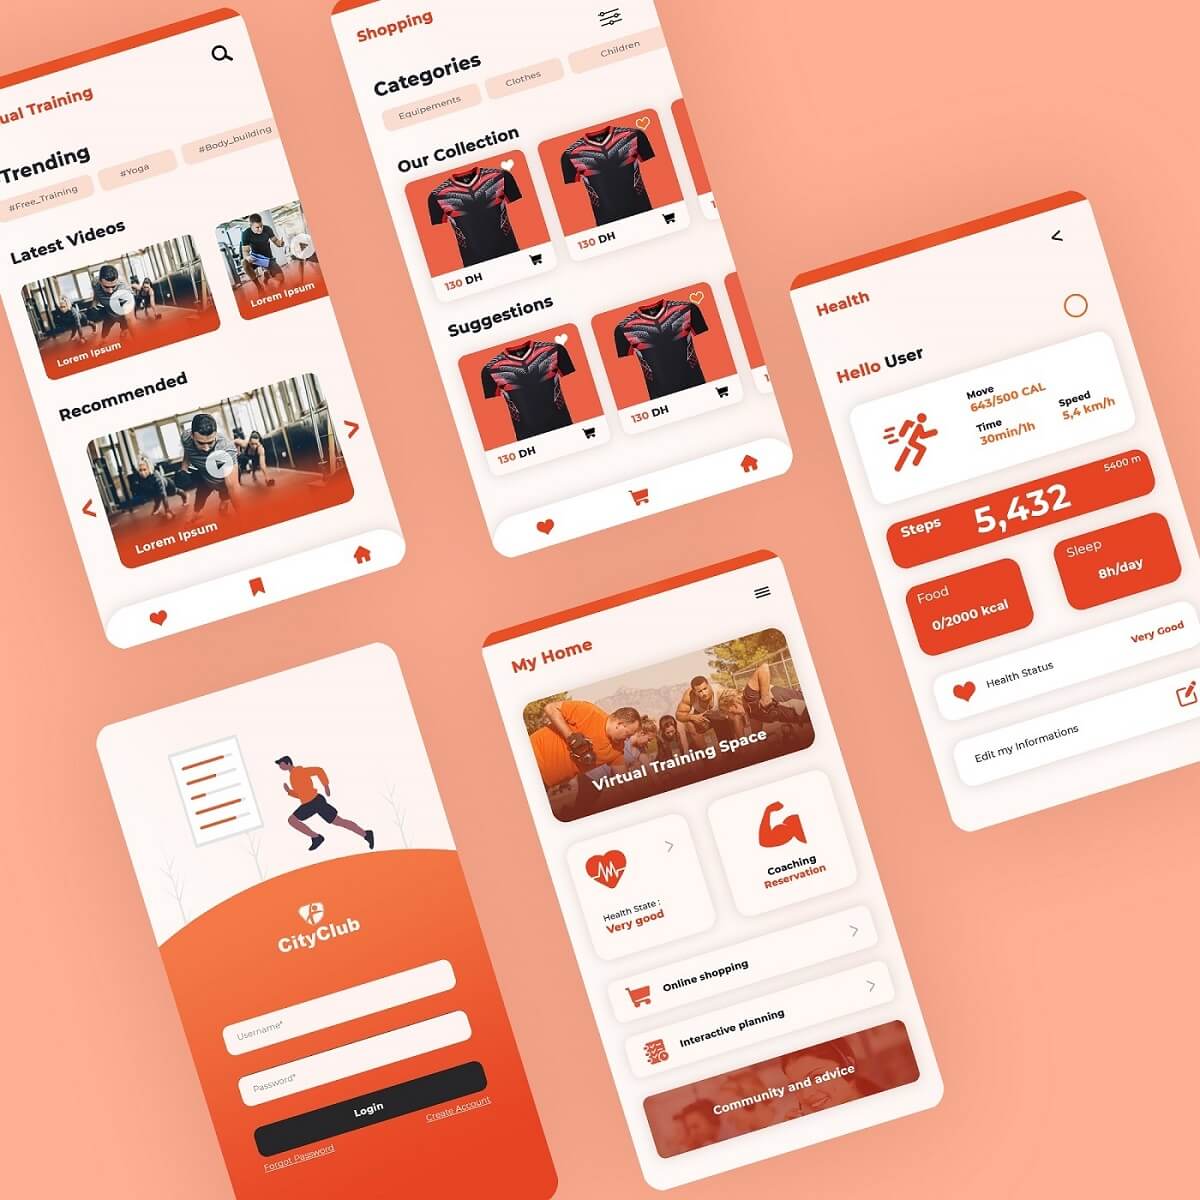 ual Training
Trending
#Free_Training
#Yoga
#Body_building
Latest Videos
Lorem Ipsum
Lorem Ipsum
Recommended
Lorem Ipsum
Shopping
Categories
Equipements
Clothes
Children
Our Collection
130 DH
130 DH
1
Suggestions
130 DH
130 DH
1
Health
Hello User
Move
643/500 CAL
Time
30min/1h
Speed
5,4 km/h
Steps
5,432
5400 m
Food
0/2000 kcal
Sleep
8h/day
Health Status
Very Good
Edit my Informations
CityClub
Username*
Password*
Login
Create Account
Forgot Password
My Home
Virtual Training Space
Health State :
Very good
Coaching
Reservation
Online shopping
Interactive planning
Community and advice